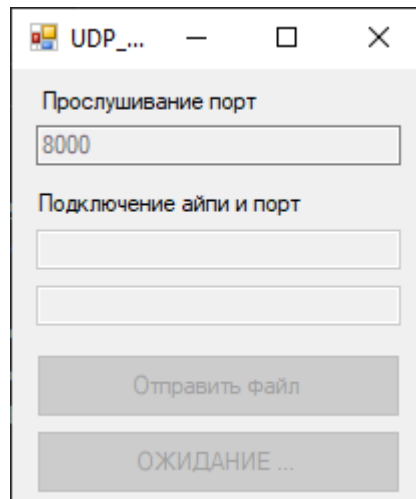 UDP_...
Прослушивание порт
8000
Подключение айпи и порт
Отправить файл
ОЖИДАНИЕ ...